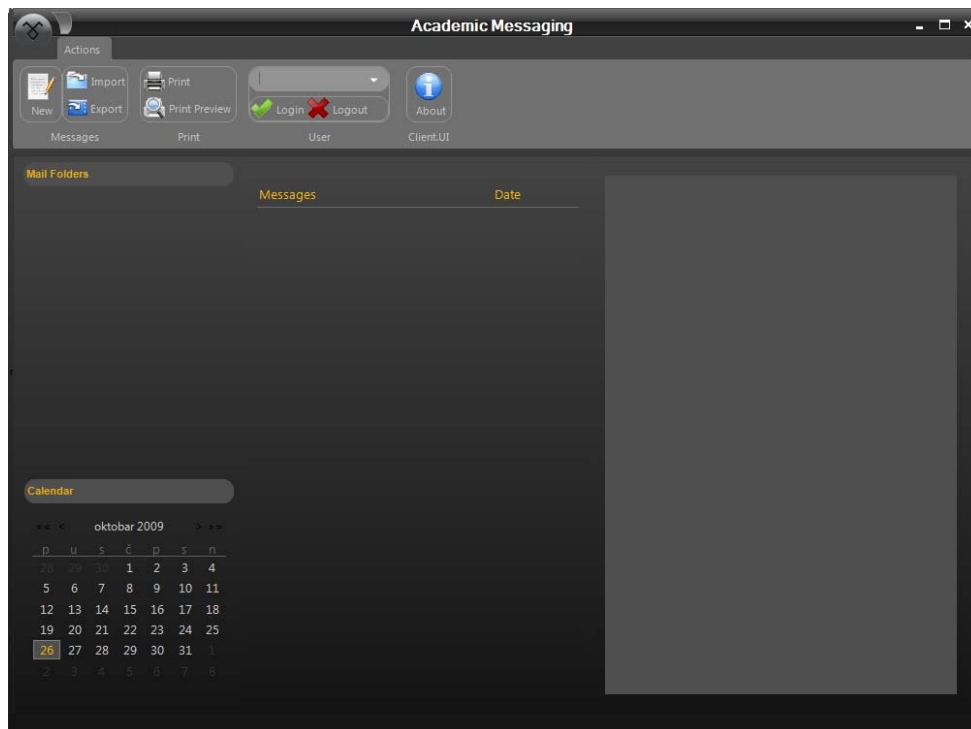 Academic Messaging
Actions
New
Import
Export
Messages
Print
Print Preview
Print
Login Logout
User
About
Client.UI
Mail Folders
Messages Date
Calendar
<< < oktobar 2009 > >>
p u s č p s n
28 29 30 1 2 3 4
5 6 7 8 9 10 11
12 13 14 15 16 17 18
19 20 21 22 23 24 25
26 27 28 29 30 31 1
2 3 4 5 6 7 8